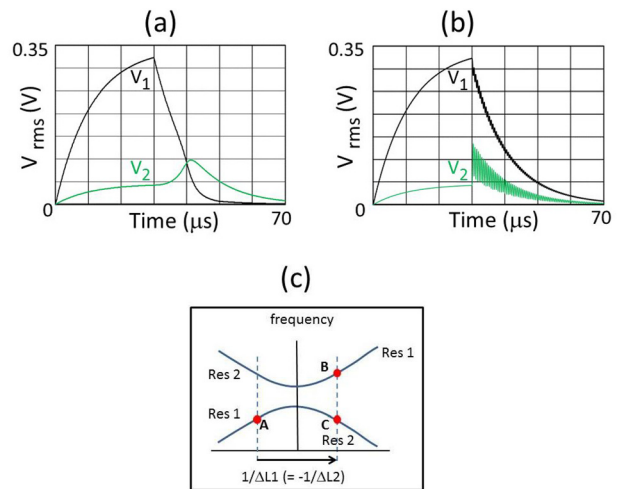 (a)
0.35
V rms (V)
V1
V2
0
Time (μs)
70
(b)
0.35
V rms (V)
V1
V2
0
Time (μs)
70
(c)
frequency
Res 1
Res 2
B
Res 1
A
C
Res 2
1/ΔL1 (= -1/ΔL2)